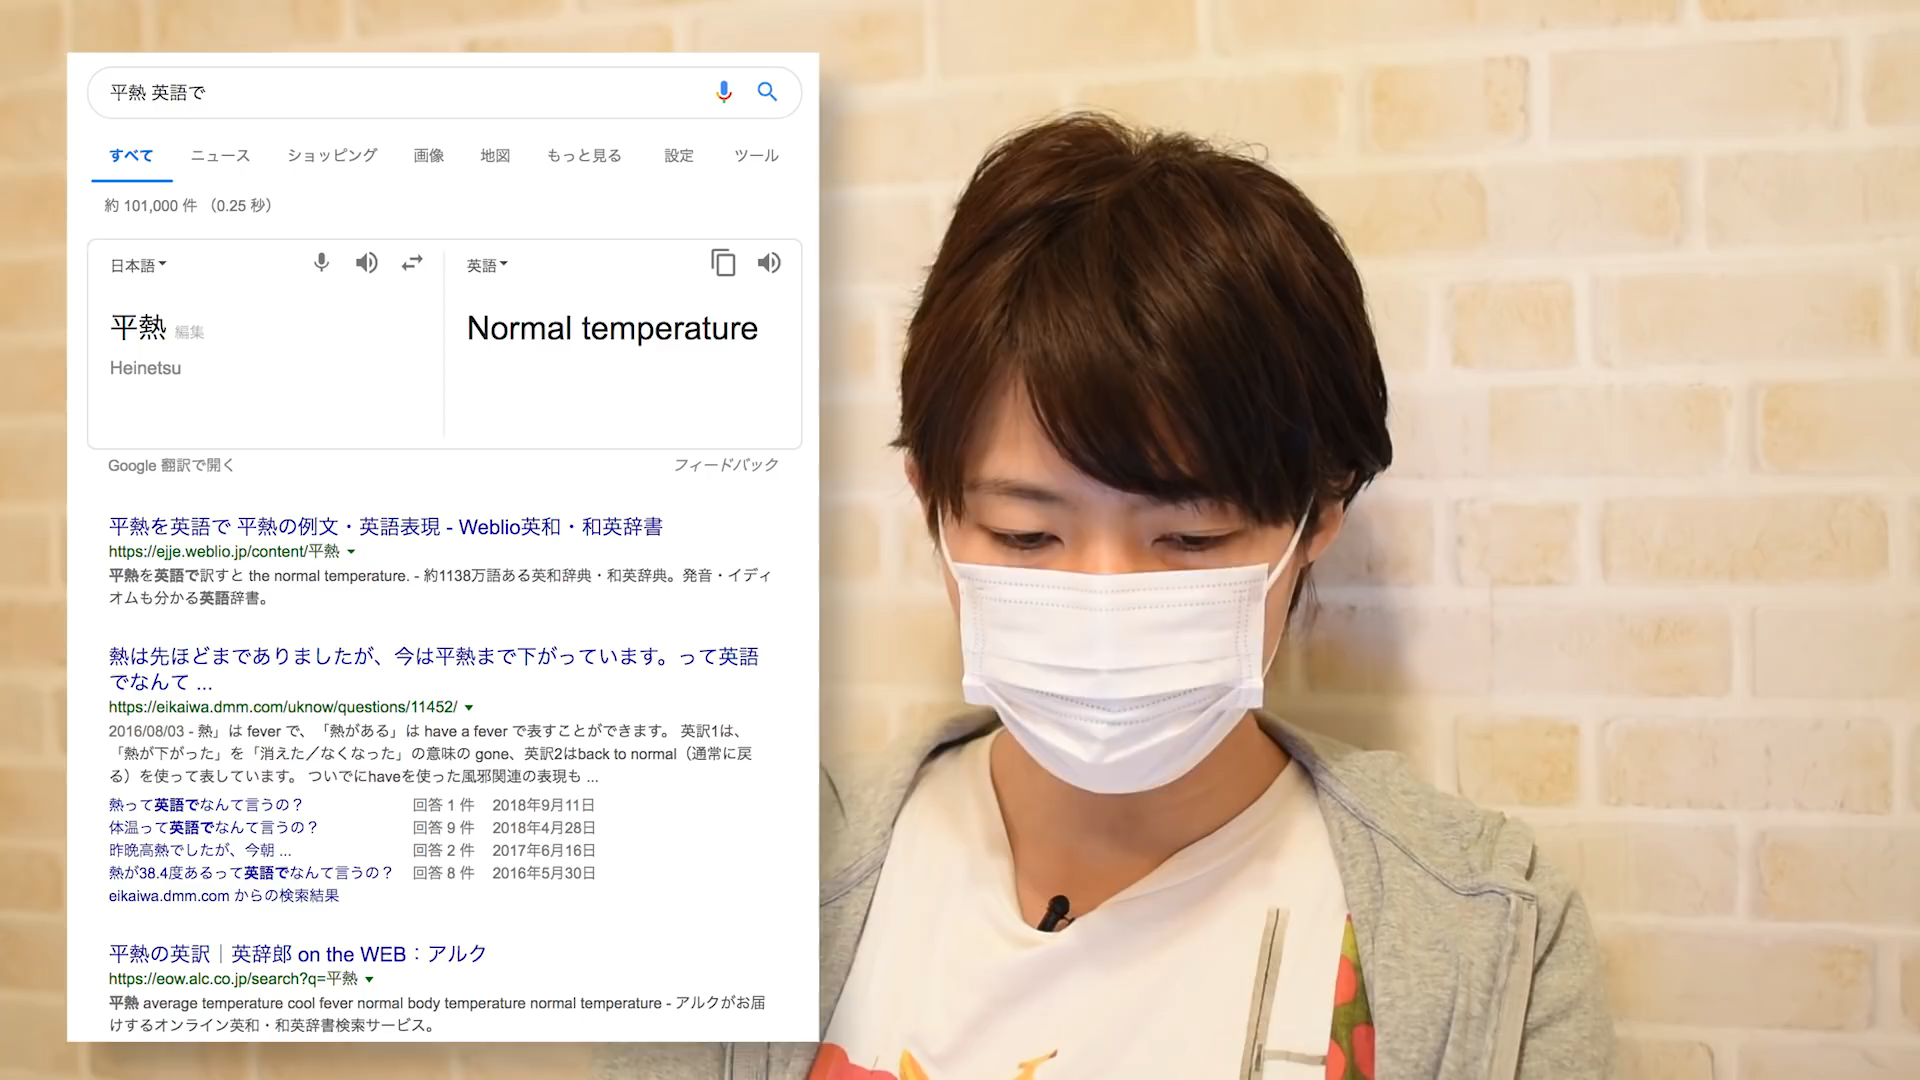 平熱 英語で
すべて ニュース ショッピング 画像 地図 もっと見る 設定 ツール
約 101,000 件 （0.25 秒）
日本語 英語
平熱 編集 Normal temperature
Heinetsu
Google 翻訳で開く フィードバック
平熱を英語で 平熱の例文・英語表現 - Weblio英和・和英辞書
https://ejje.weblio.jp/content/平熱
平熱を英語で訳すと the normal temperature. - 約1138万語ある英和辞典・和英辞典。発音・イディ
オムも分かる英語辞書。
熱は先ほどまでありましたが、今は平熱まで下がっています。って英語
でなんて ...
https://eikaiwa.dmm.com/uknow/questions/11452/
2016/08/03 - 熱」は fever で、「熱がある」は have a fever で表すことができます。 英訳1は、
「熱が下がった」を「消えた／なくなった」の意味の gone、英訳2はback to normal（通常に戻
る）を使って表しています。 ついでにhaveを使った風邪関連の表現も ...
熱って英語でなんて言うの？ 回答 1 件 2018年9月11日
体温って英語でなんて言うの？ 回答 9 件 2018年4月28日
昨晩高熱でしたが、今朝 ... 回答 2 件 2017年6月16日
熱が38.4度あるって英語でなんて言うの？ 回答 8 件 2016年5月30日
eikaiwa.dmm.com からの検索結果
平熱の英訳｜英辞郎 on the WEB：アルク
https://eow.alc.co.jp/search?q=平熱
平熱 average temperature cool fever normal body temperature normal temperature - アルクがお届
けするオンライン英和・和英辞書検索サービス。